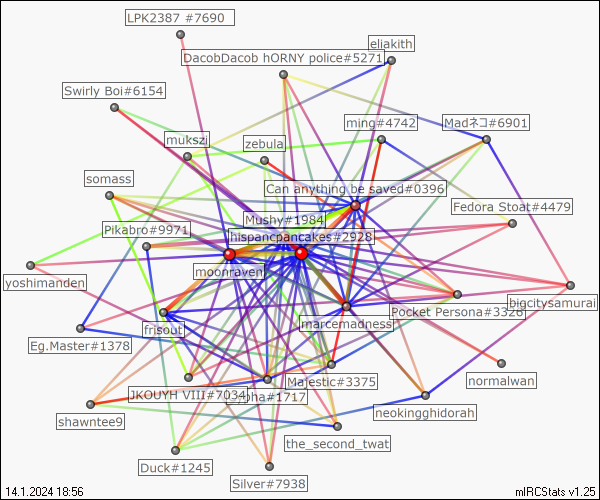 LPK2387 #7690
eliakith
DacobDacob hORNY police#5271
Swirly Boi#6154
ming#4742
Madネコ#6901
mukszi
zebula
somass
Can anything be saved#0396
Fedora Stoat#4479
Mushy#1984
Pikabro#9971
hispancpancakes#2928
moonraven
yoshimanden
bigcitysamurai
Pocket Persona#3328
frisout
marcemadness
Eg.Master#1378
Majestic#3375
normalwan
JKOUYH VIII#7034
#1717
neokingghidorah
shawntee9
the_second_twat
Duck#1245
Silver#7938
14.1.2024 18:56
mIRCStats v1.25